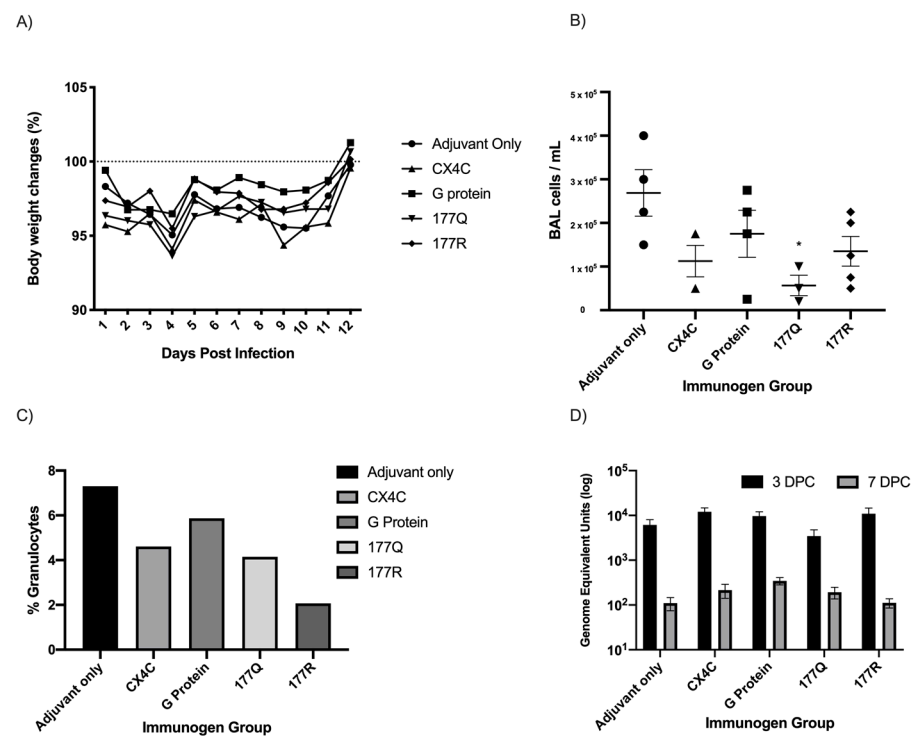 A)
105
100
95
90
Body weight changes (%)
1 2 3 4 5 6 7 8 9 10 11 12
Days Post Infection
Adjuvant Only
CX4C
G protein
177Q
177R
B)
5 x 10⁵
4 x 10⁵
3 x 10⁵
2 x 10⁵
1 x 10⁵
0
BAL cells / mL
*
Adjuvant only
CX4C
G Protein
177Q
177R
Immunogen Group
C)
8
6
4
2
0
% Granulocytes
Adjuvant only
CX4C
G Protein
177Q
177R
Immunogen Group
Adjuvant only
CX4C
G Protein
177Q
177R
D)
10⁵
10⁴
10³
10²
10¹
Genome Equivalent Units (log)
3 DPC
7 DPC
Adjuvant only
CX4C
G Protein
177Q
177R
Immunogen Group